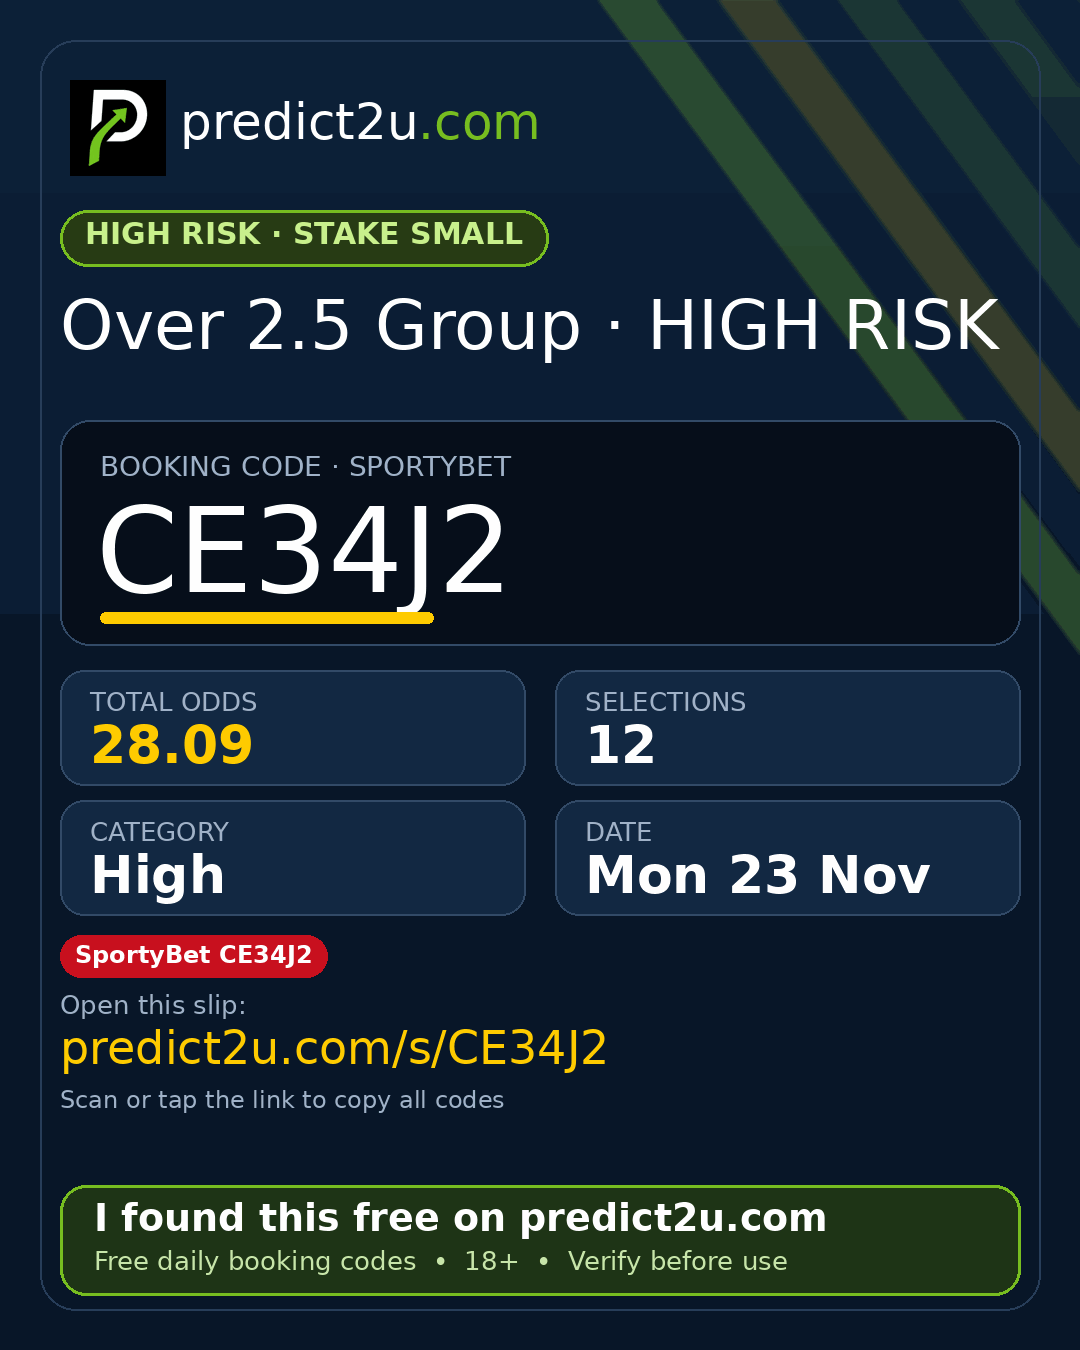 predict2u.com
HIGH RISK · STAKE SMALL
Over 2.5 Group · HIGH RISK
BOOKING CODE · SPORTYBET
CE34J2
TOTAL ODDS
28.09
SELECTIONS
12
CATEGORY
High
DATE
Mon 23 Nov
SportyBet CE34J2
Open this slip:
predict2u.com/s/CE34J2
Scan or tap the link to copy all codes
I found this free on predict2u.com
Free daily booking codes • 18+ • Verify before use